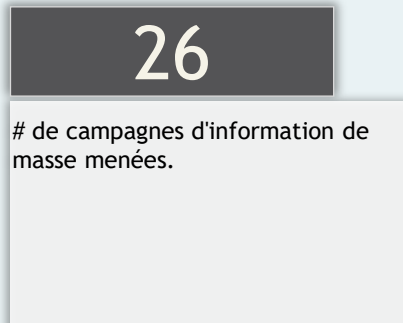 26
# de campagnes d'information de
masse menées.